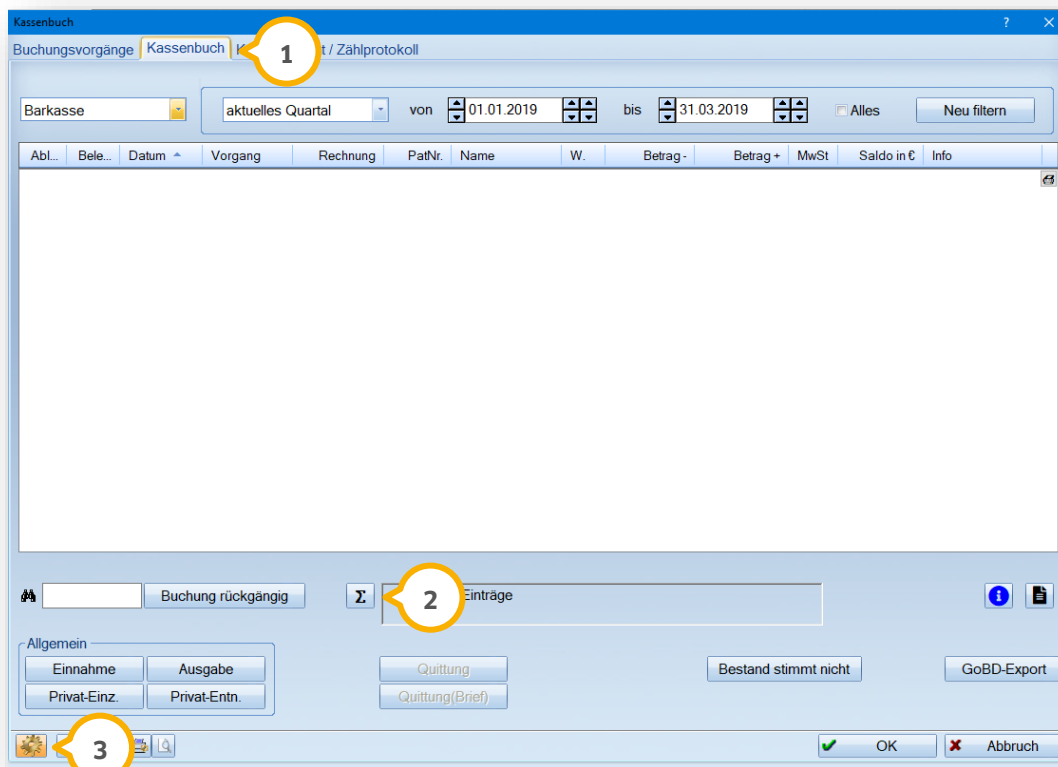 Kassenbuch ?
Buchungsvorgänge Kassenbuch 1 t / Zählprotokoll
Barkasse aktuelles Quartal von 01.01.2019 bis 31.03.2019 Alles Neu filtern
Abl... Bele... Datum Vorgang Rechnung PatNr. Name W. Betrag - Betrag + MwSt Saldo in € Info
Buchung rückgängig Σ 2 Einträge
Allgemein
Einnahme Ausgabe Quittung Bestand stimmt nicht GoBD-Export
Privat-Einz. Privat-Entn. Quittung(Brief)
3 OK Abbruch